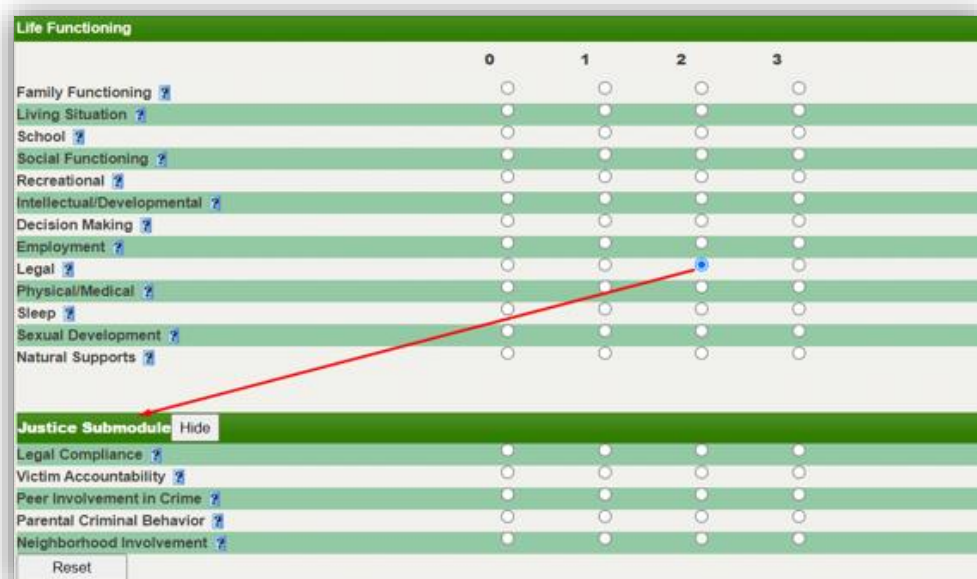 Life Functioning
0 1 2 3
Family Functioning ?
Living Situation ?
School ?
Social Functioning ?
Recreational ?
Intellectual/Developmental ?
Decision Making ?
Employment ?
Legal ?
Physical/Medical ?
Sleep ?
Sexual Development ?
Natural Supports ?
Justice Submodule Hide
Legal Compliance ?
Victim Accountability ?
Peer Involvement in Crime ?
Parental Criminal Behavior ?
Neighborhood Involvement ?
Reset